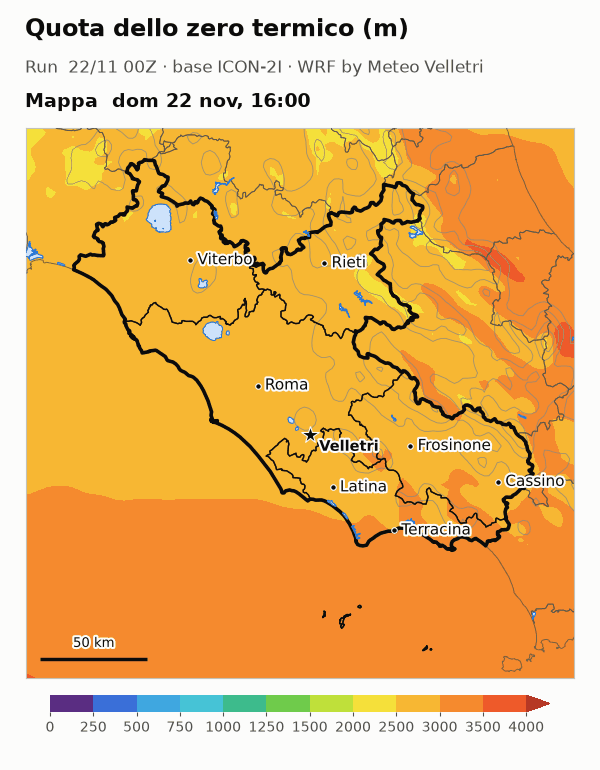 Quota dello zero termico (m)
Run 22/11 00Z · base ICON-2I · WRF by Meteo Velletri
Mappa dom 22 nov, 16:00
Viterbo
Rieti
Roma
Velletri
Frosinone
Cassino
Latina
Terracina
50 km
0 250 500 750 1000 1250 1500 2000 2500 3000 3500 4000